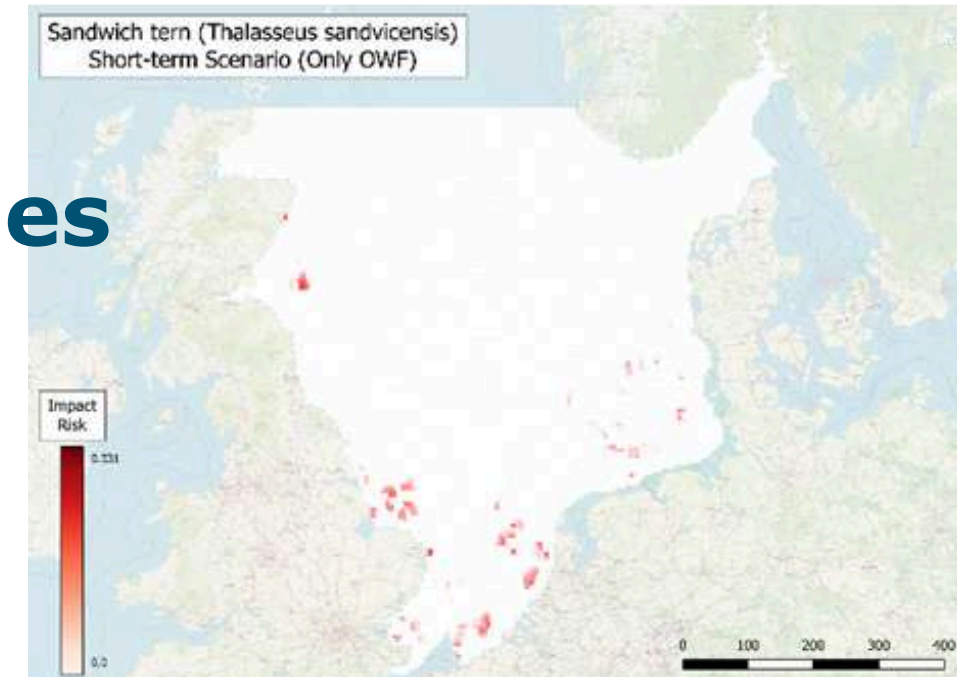 Sandwich tern (Thalasseus sandvicensis)
Short-term Scenario (Only OWF)
es
Impact
Risk
0.0
0 100 200 300 400